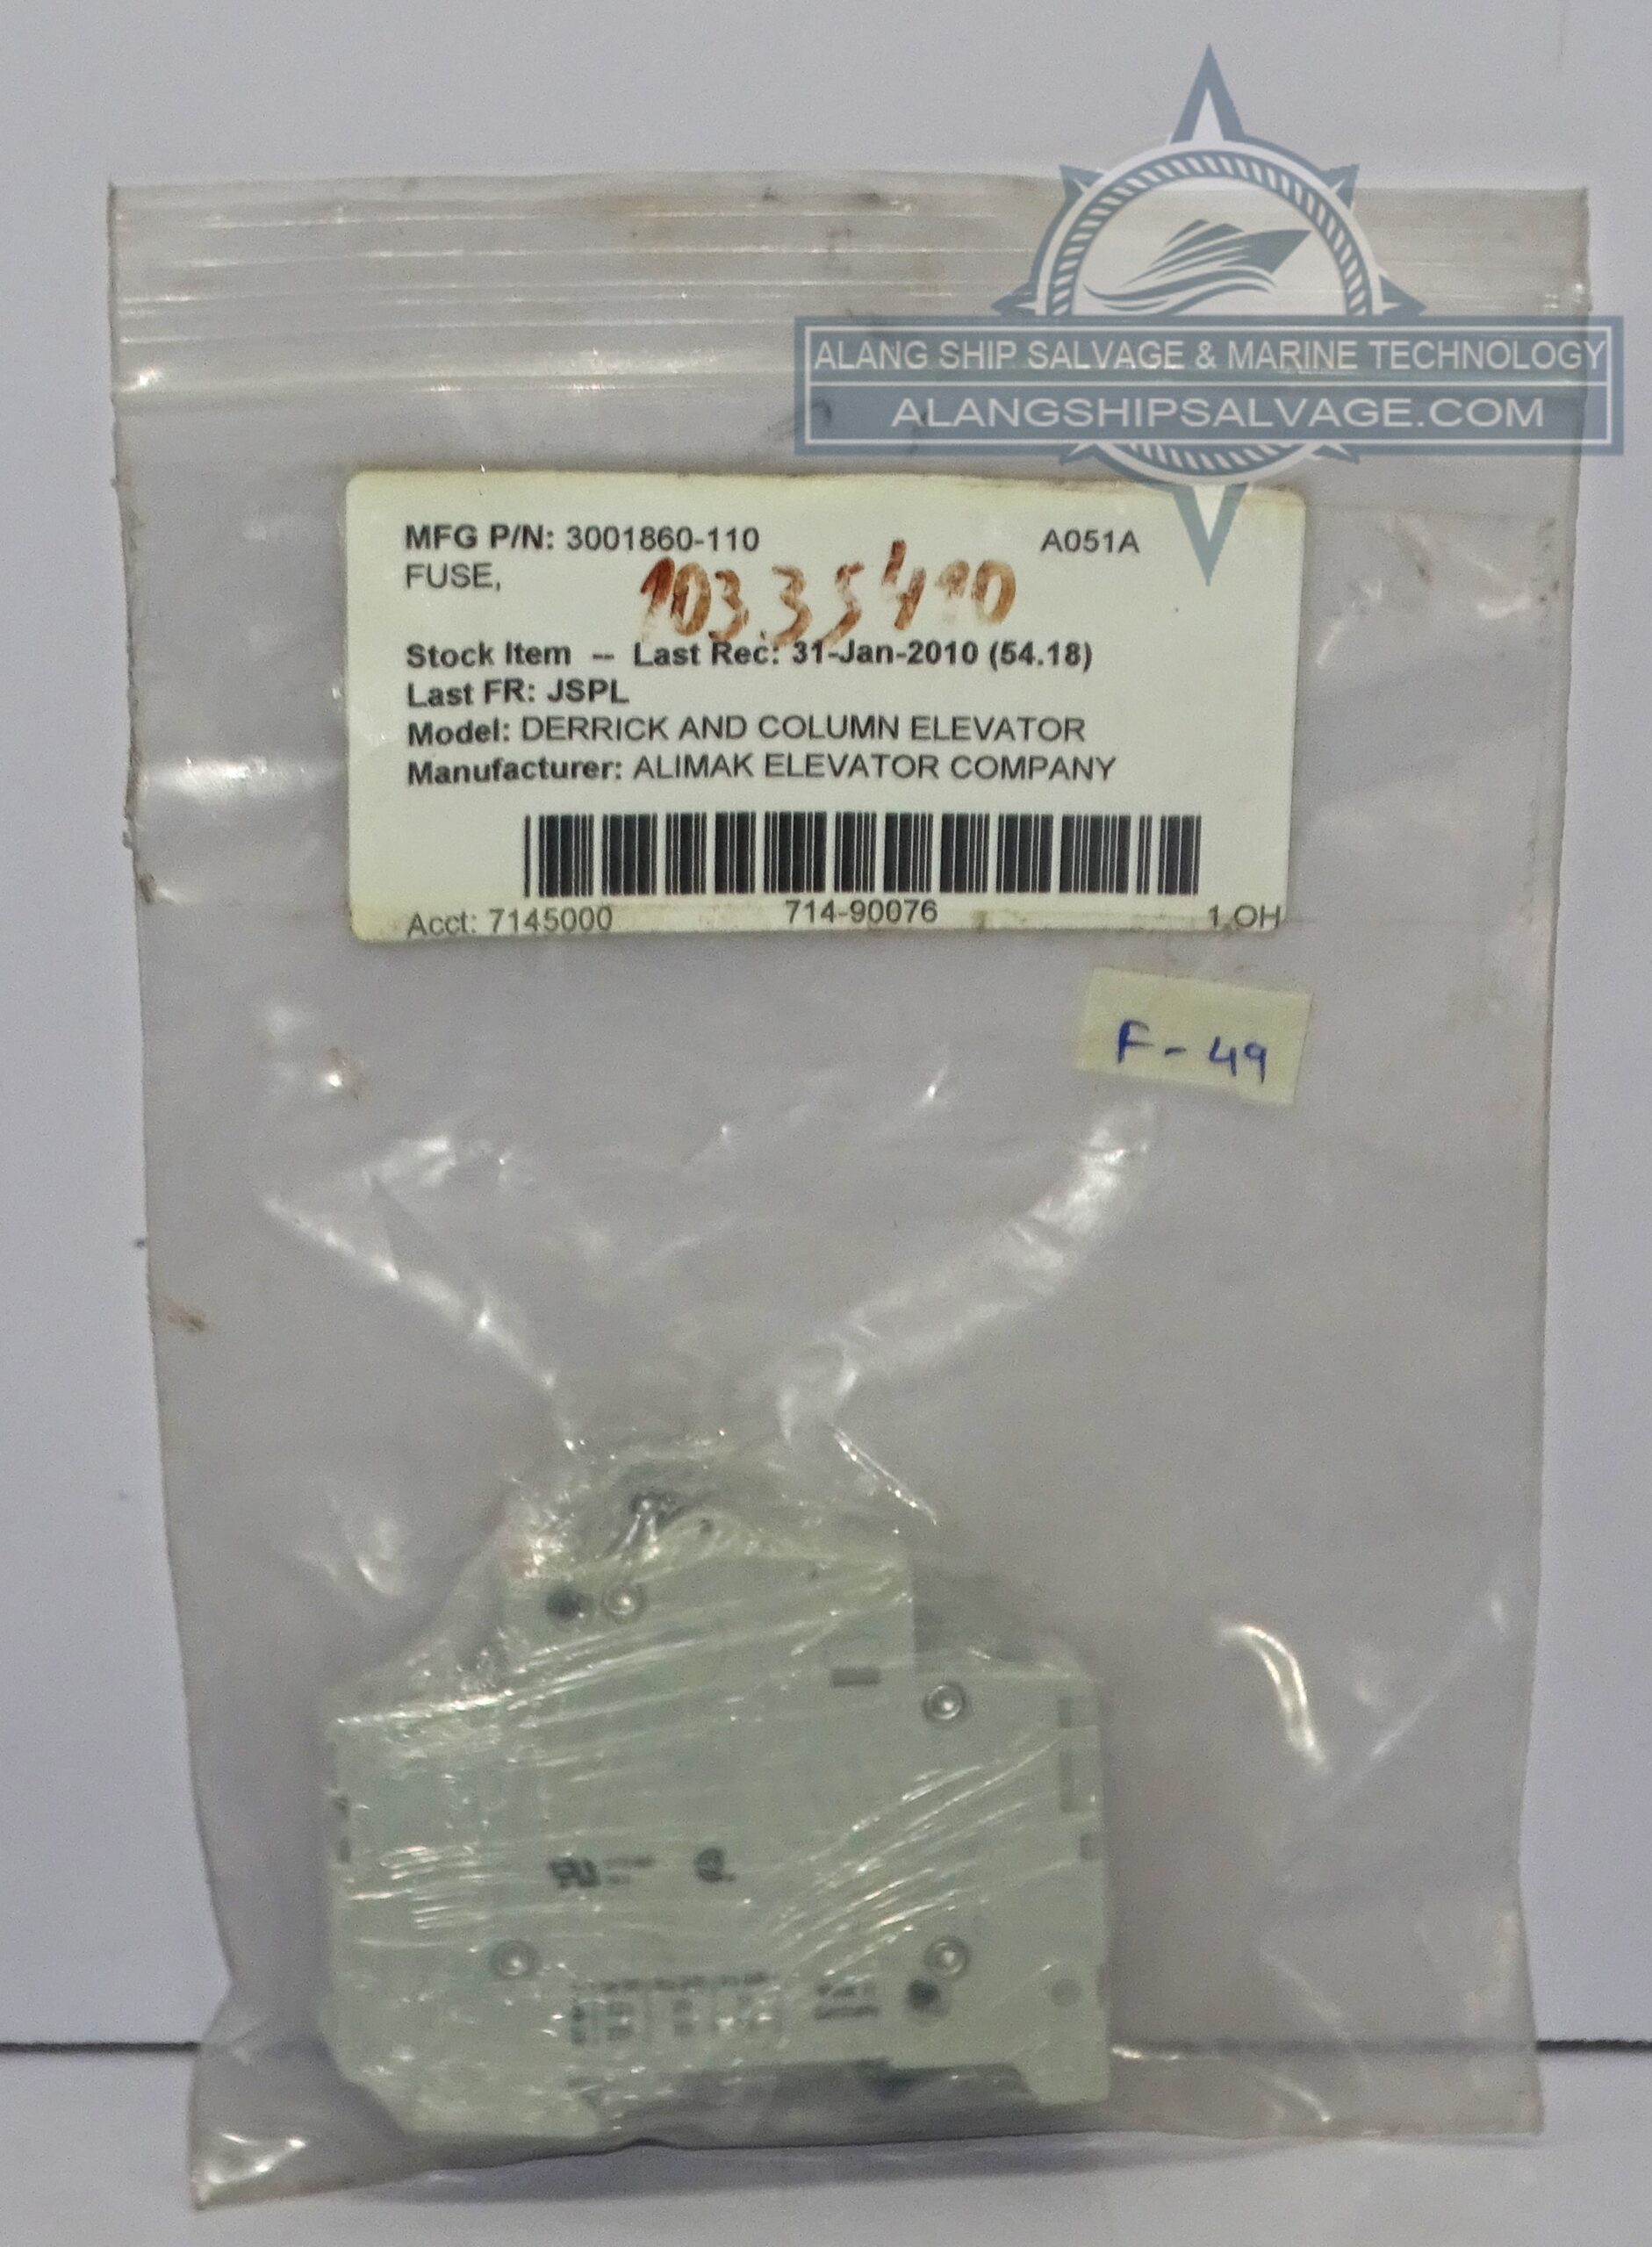 ALANG SHIP SALVAGE & MARINE TECHNOLOGY
ALANGSHIPSALVAGE.COM
MFG P/N: 3001860-110 A051A
FUSE,
10335490
Stock Item -- Last Rec: 31-Jan-2010 (54.18)
Last FR: JSPL
Model: DERRICK AND COLUMN ELEVATOR
Manufacturer: ALIMAK ELEVATOR COMPANY
Acct: 7145000 714-90076 1 OH
F-49